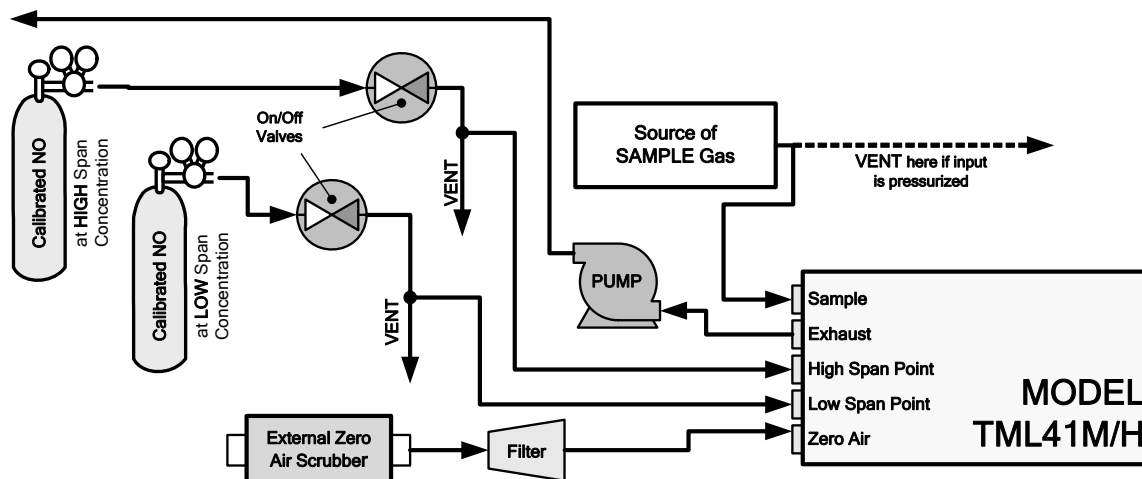 Calibrated NO
at HIGH Span
Concentration
Calibrated NO
at LOW Span
Concentration
On/Off
Valves
VENT
VENT
Source of
SAMPLE Gas
VENT here if input
is pressurized
PUMP
Sample
Exhaust
High Span Point
Low Span Point
Zero Air
MODEL
TML41M/H
External Zero
Air Scrubber
Filter